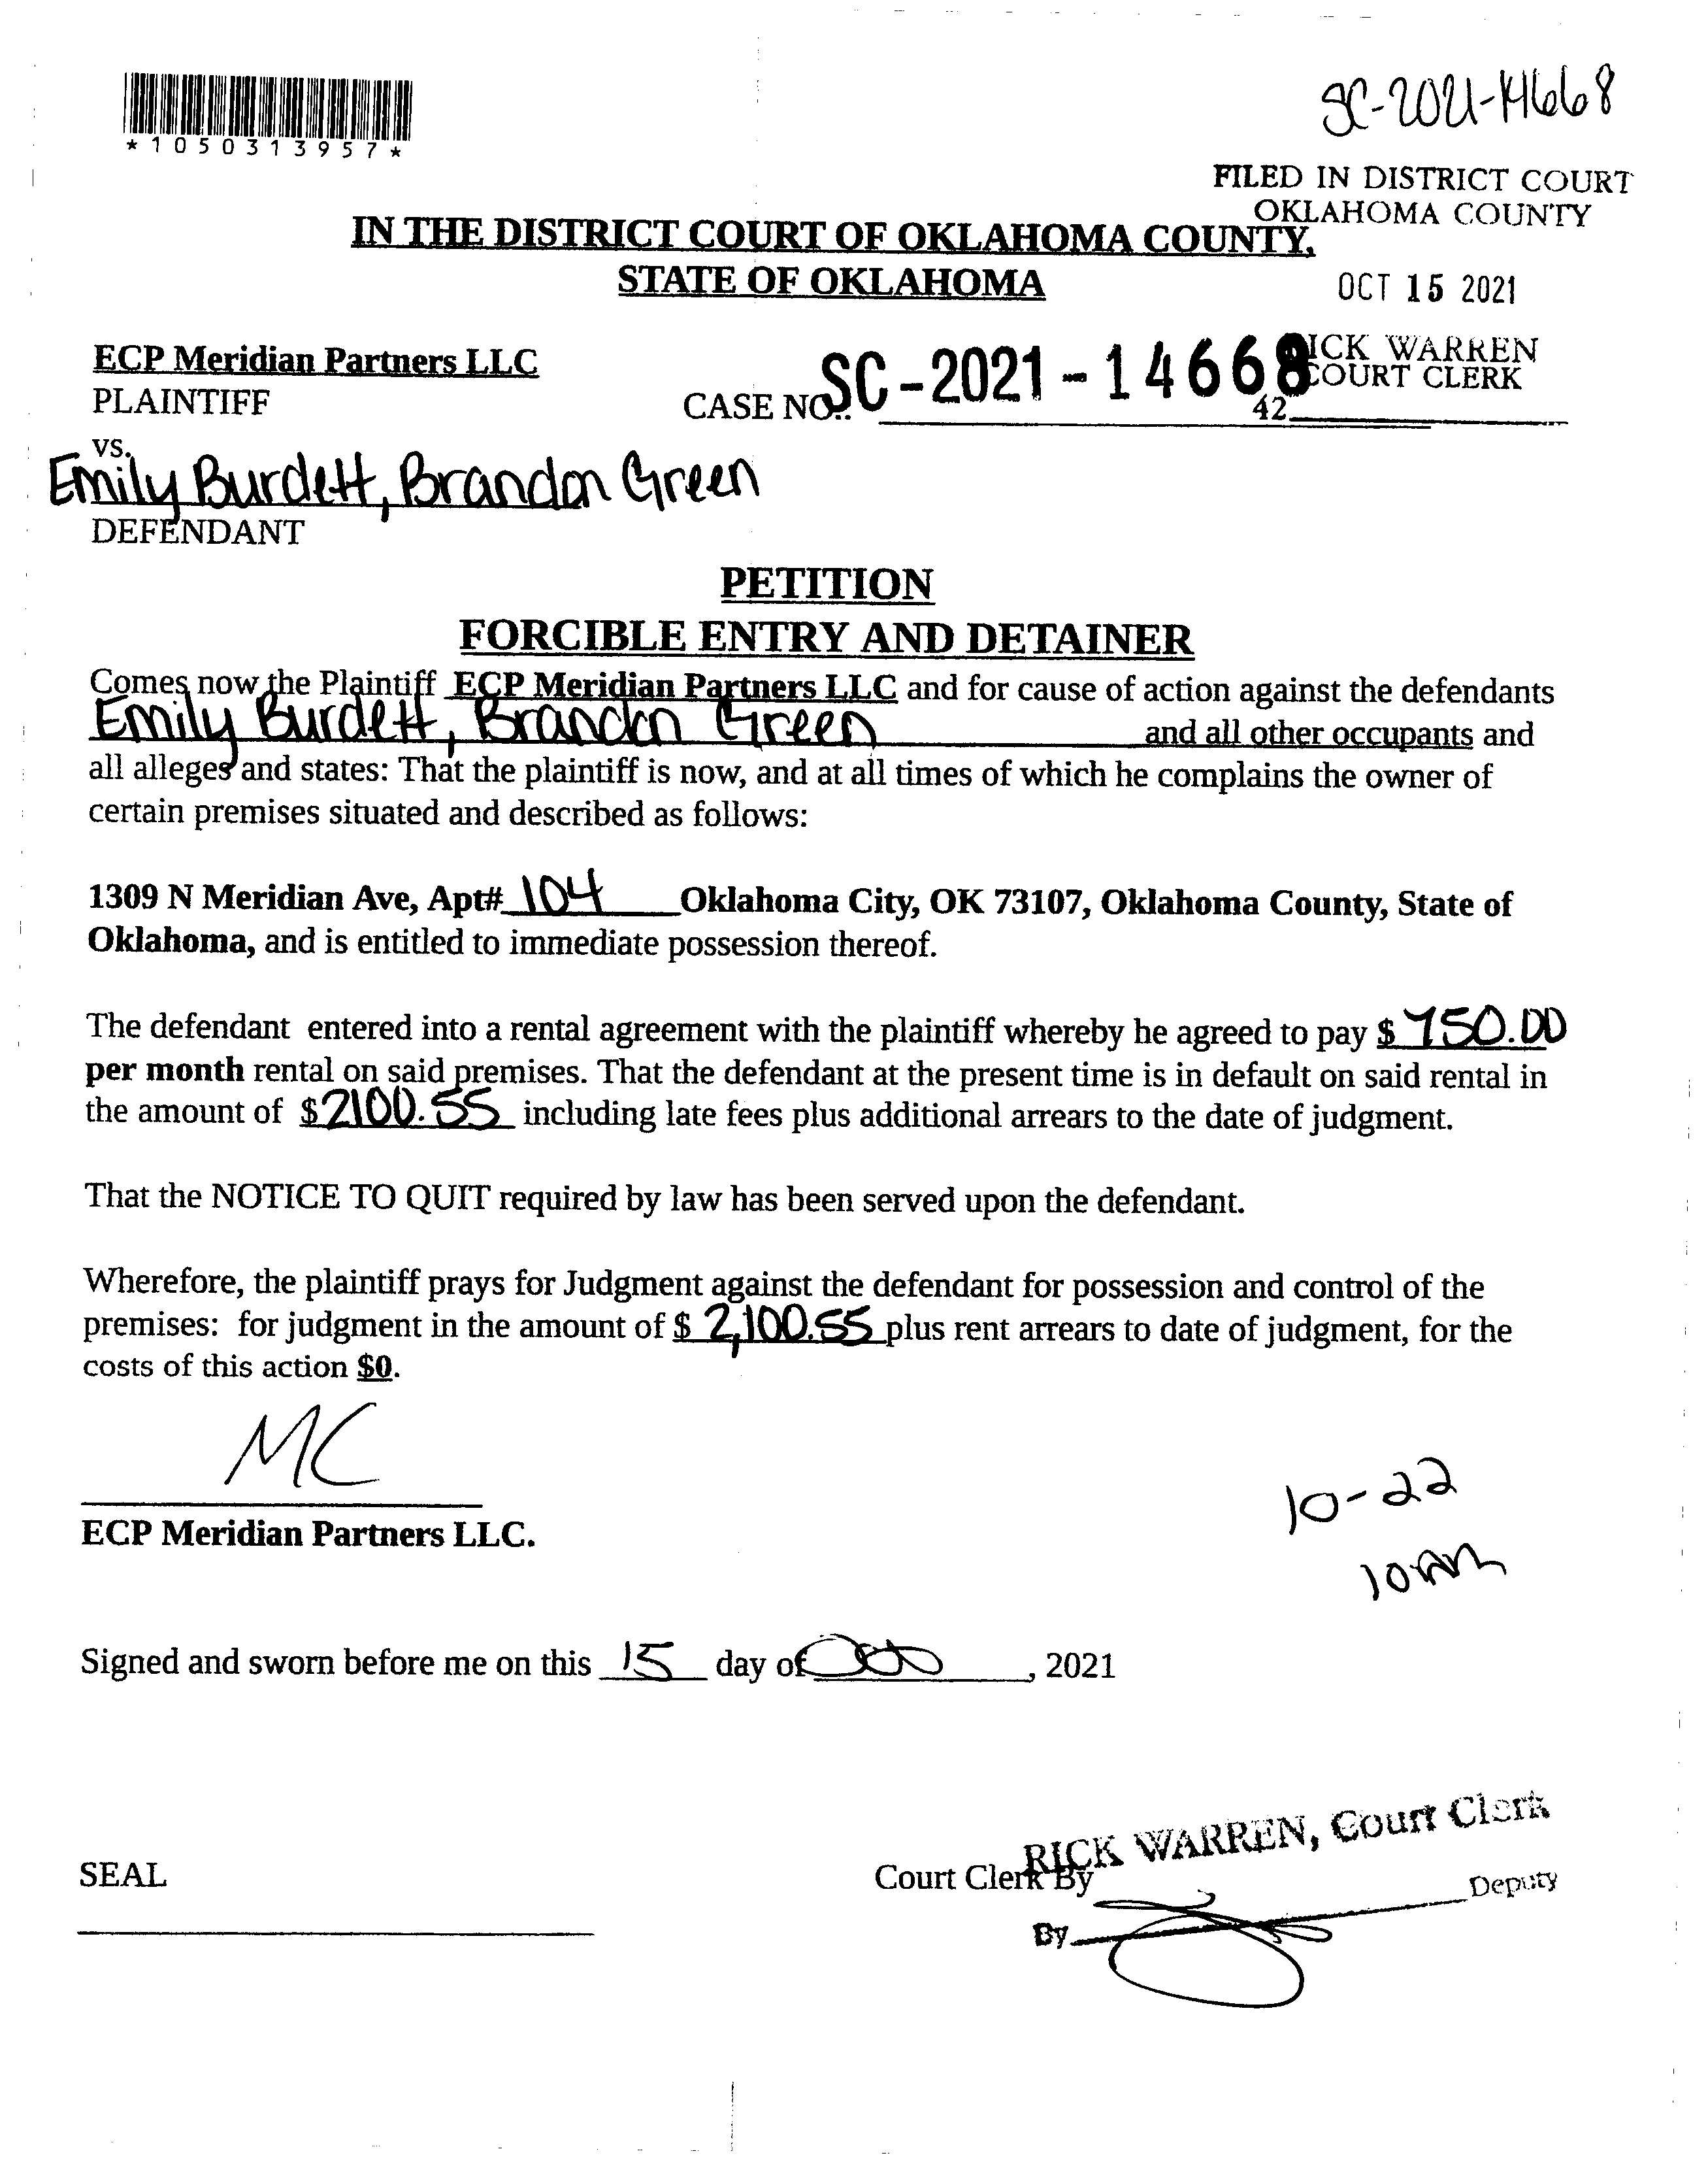 SC-2021-14668
*1050313957*
FILED IN DISTRICT COURT
OKLAHOMA COUNTY
IN THE DISTRICT COURT OF OKLAHOMA COUNTY,
STATE OF OKLAHOMA
OCT 15 2021
ECP Meridian Partners LLC
PLAINTIFF
RICK WARREN
COURT CLERK
CASE NO.: SC-2021-14668
42
vs.
Emily Burdett, Brandon Green
DEFENDANT
PETITION
FORCIBLE ENTRY AND DETAINER
Comes now the Plaintiff ECP Meridian Partners LLC and for cause of action against the defendants
Emily Burdett, Brandon Green and all other occupants and
all alleges and states: That the plaintiff is now, and at all times of which he complains the owner of
certain premises situated and described as follows:
1309 N Meridian Ave, Apt# 104 Oklahoma City, OK 73107, Oklahoma County, State of
Oklahoma, and is entitled to immediate possession thereof.
The defendant entered into a rental agreement with the plaintiff whereby he agreed to pay $ 750.00
per month rental on said premises. That the defendant at the present time is in default on said rental in
the amount of $2100.55 including late fees plus additional arrears to the date of judgment.
That the NOTICE TO QUIT required by law has been served upon the defendant.
Wherefore, the plaintiff prays for Judgment against the defendant for possession and control of the
premises: for judgment in the amount of $ 2,100.55 plus rent arrears to date of judgment, for the
costs of this action $0.
MC
ECP Meridian Partners LLC.
10-22
10am
Signed and sworn before me on this 15 day of , 2021
RICK WARREN, Court Clerk
SEAL
Court Clerk By
Deputy
By